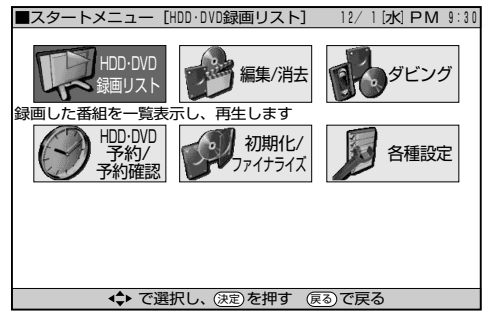 ■スタートメニュー [HDD·DVD録画リスト] 12/ 1[水] PM 9:30
HDD·DVD
録画リスト
編集/消去
ダビング
録画した番組を一覧表示し、再生します
HDD·DVD
予約/
予約確認
初期化/
ファイナライズ
各種設定
で選択し、決定を押す 戻るで戻る